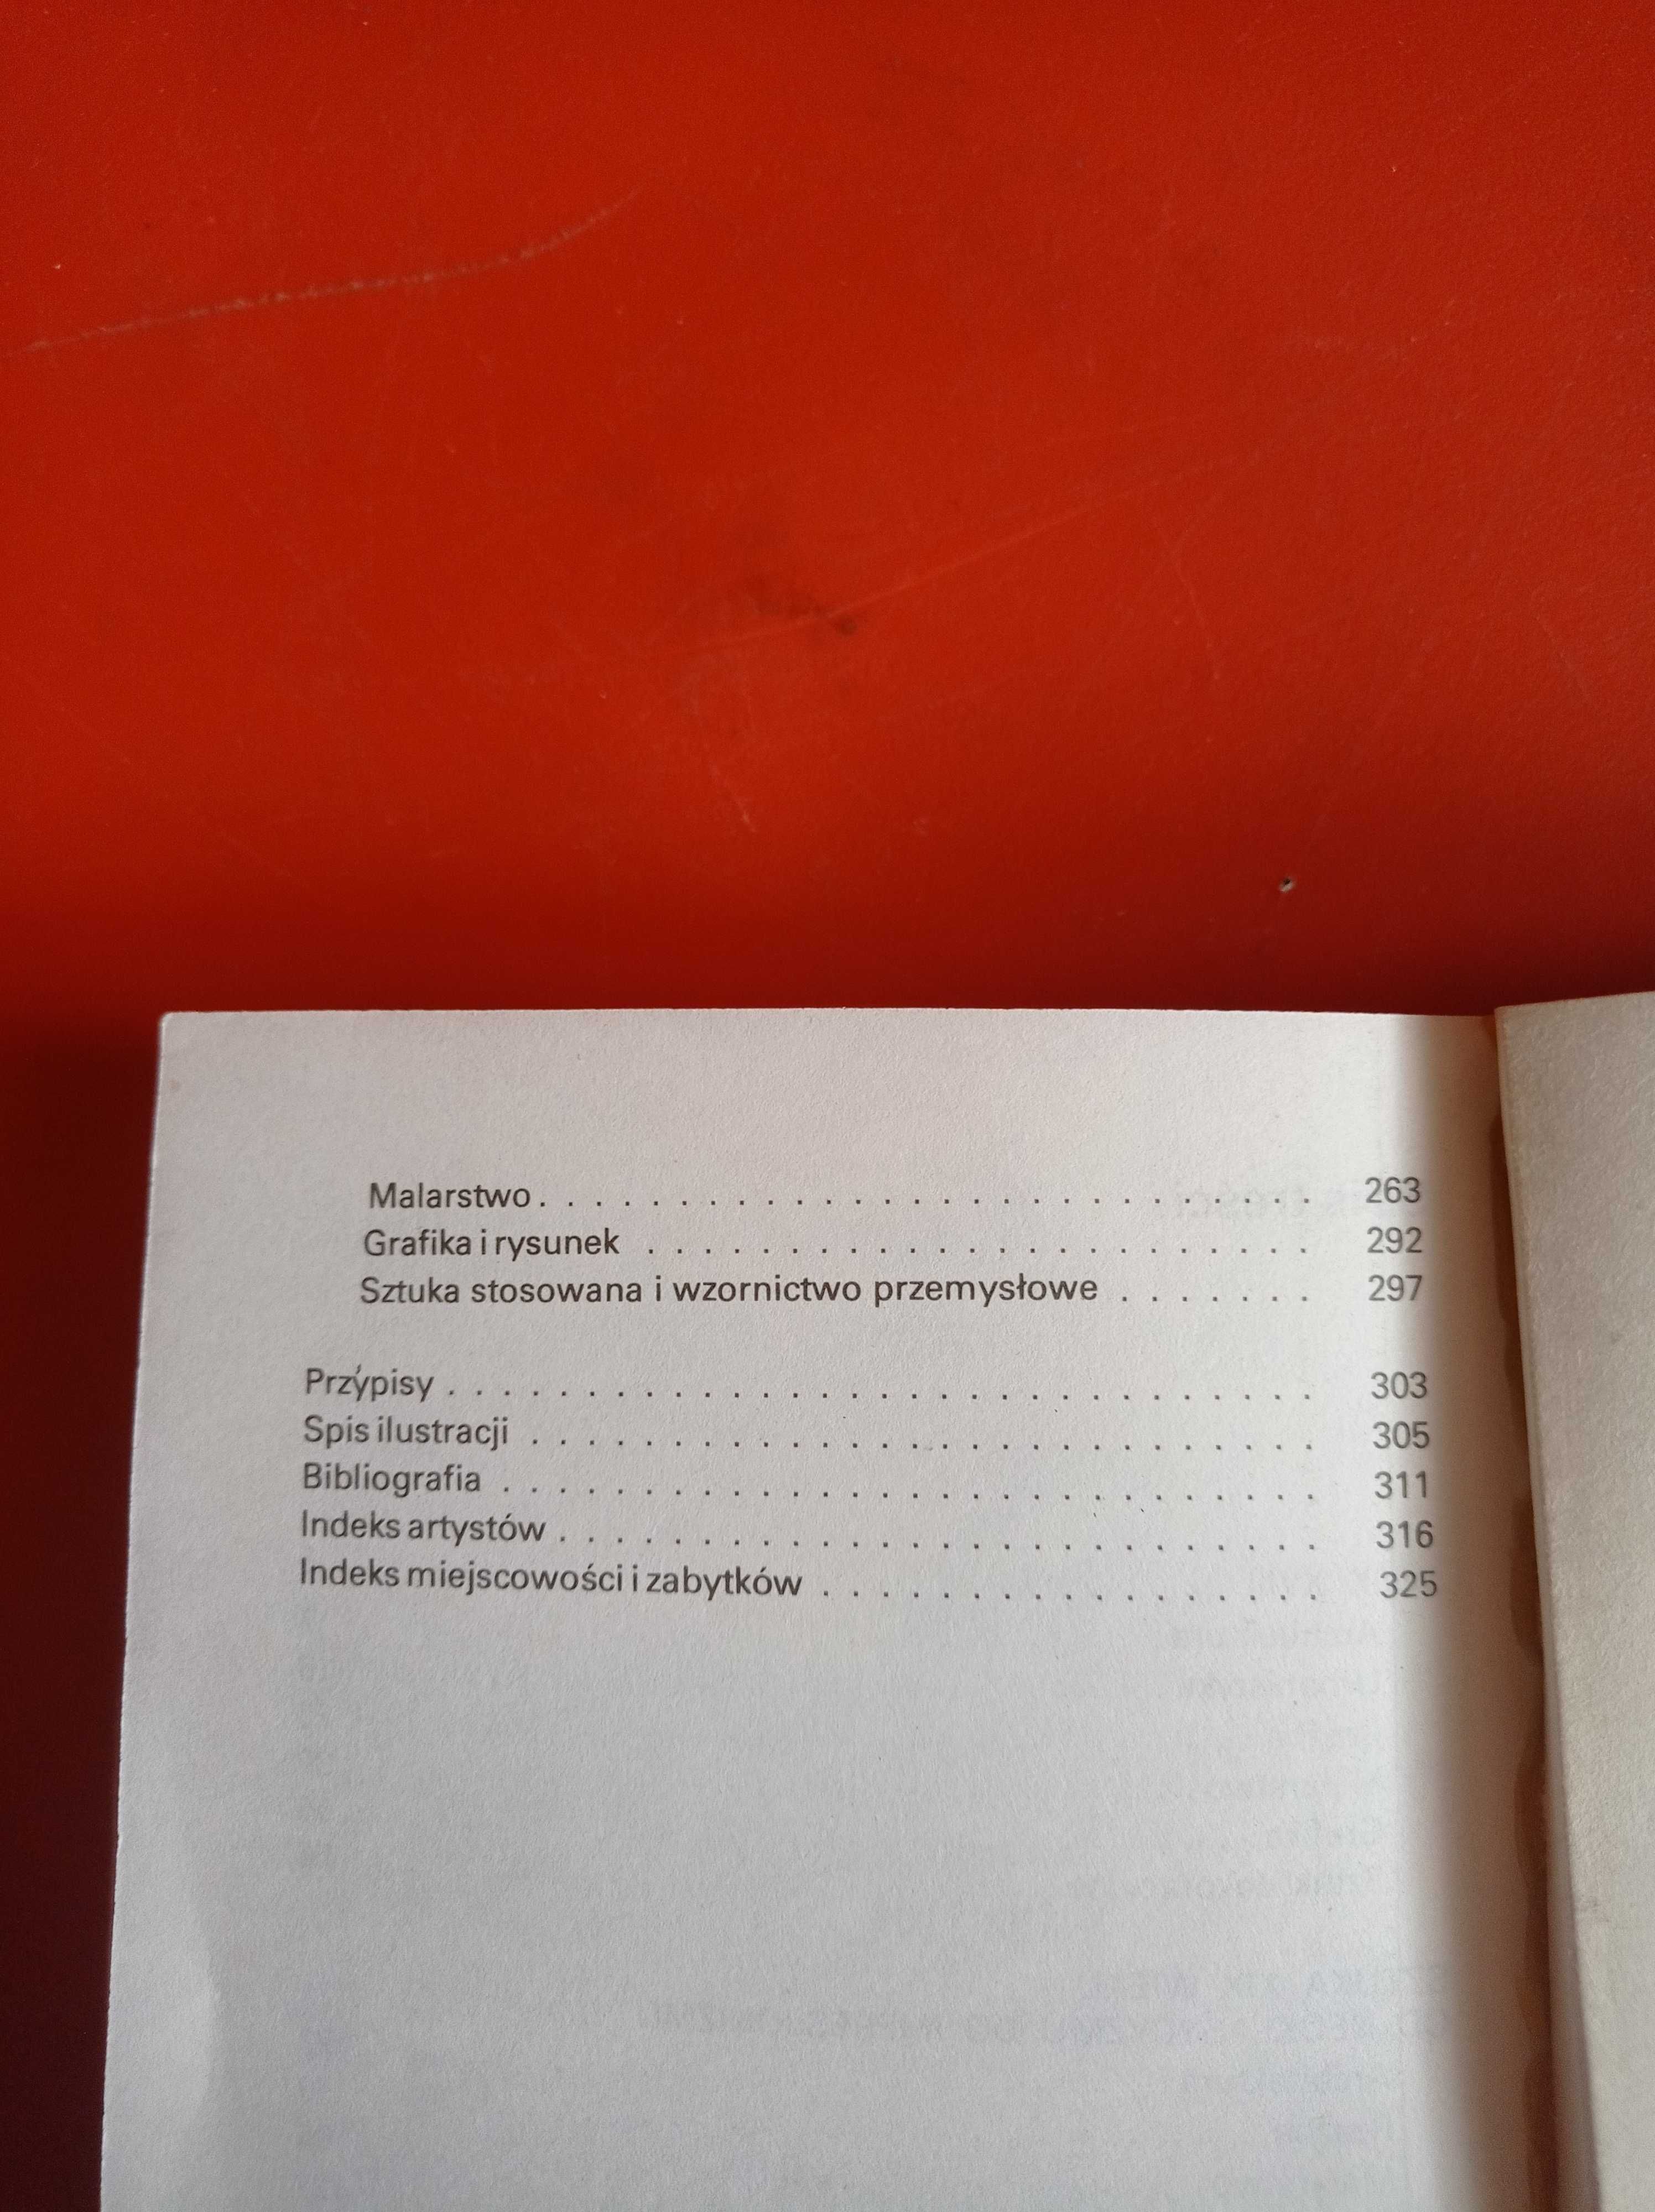 Malarstwo . . . . . . . . . . . . . . . . . . . . . . . . . . . 263
Grafika i rysunek . . . . . . . . . . . . . . . . . . . . . . . 292
Sztuka stosowana i wzornictwo przemysłowe . . . . . . . 297
Przypisy . . . . . . . . . . . . . . . . . . . . . . . . . . . . . . 303
Spis ilustracji . . . . . . . . . . . . . . . . . . . . . . . . . . . 305
Bibliografia . . . . . . . . . . . . . . . . . . . . . . . . . . . . 311
Indeks artystów . . . . . . . . . . . . . . . . . . . . . . . . . . 316
Indeks miejscowości i zabytków . . . . . . . . . . . . . . . . . 325